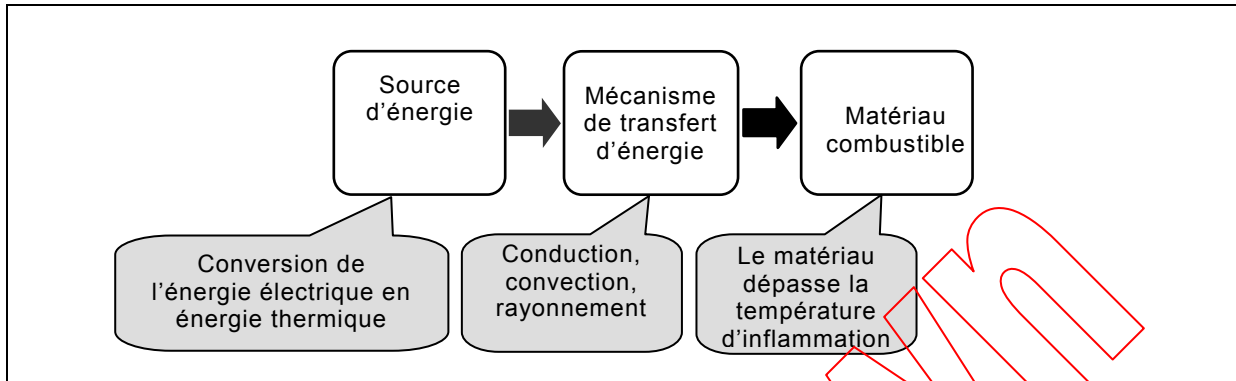 Source
d’énergie
Mécanisme
de transfert
d’énergie
Matériau
combustible
Conversion de
l’énergie électrique en
énergie thermique
Conduction,
convection,
rayonnement
Le matériau
dépasse la
température
d’inflammation